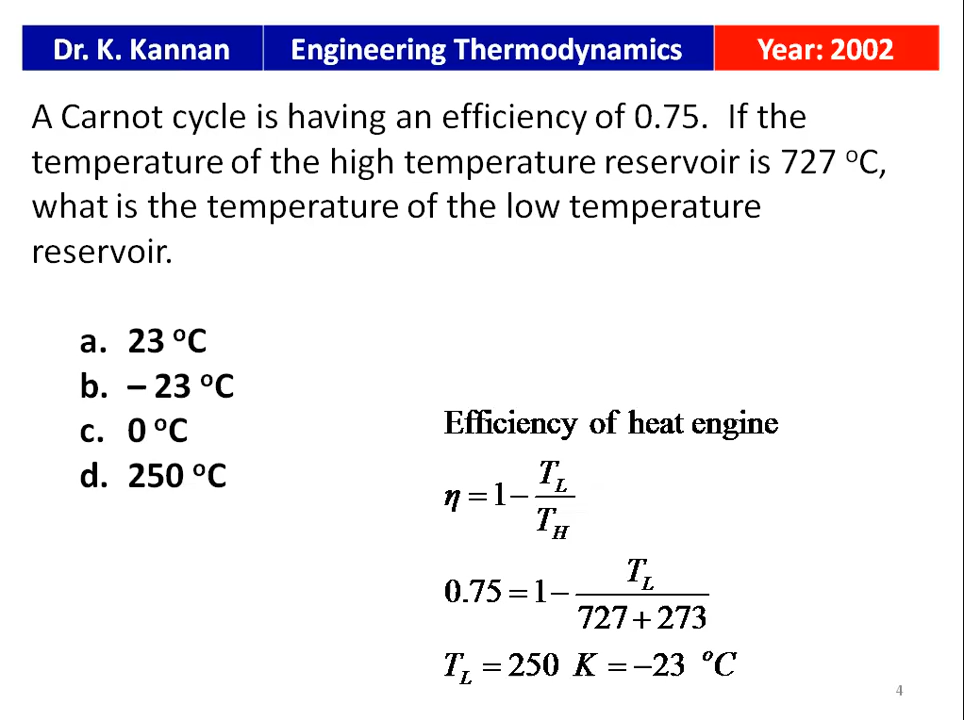 Dr. K. Kannan Engineering Thermodynamics Year: 2002
A Carnot cycle is having an efficiency of 0.75. If the
temperature of the high temperature reservoir is 727 °C,
what is the temperature of the low temperature
reservoir.
a. 23 °C
b. – 23 °C
c. 0 °C
d. 250 °C
Efficiency of heat engine
η = 1 − T_L / T_H
0.75 = 1 − T_L / 727 + 273
T_L = 250 K = −23 °C
4